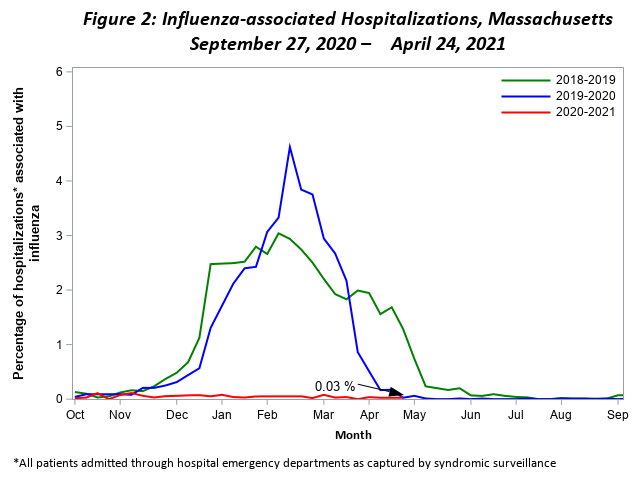 Figure 2: Influenza-associated Hospitalizations, Massachusetts
September 27, 2020 – April 24, 2021
Percentage of hospitalizations* associated with
influenza
6
5
4
3
2
1
0
2018-2019
2019-2020
2020-2021
0.03 %
Oct Nov Dec Jan Feb Mar Apr May Jun Jul Aug Sep
Month
*All patients admitted through hospital emergency departments as captured by syndromic surveillance